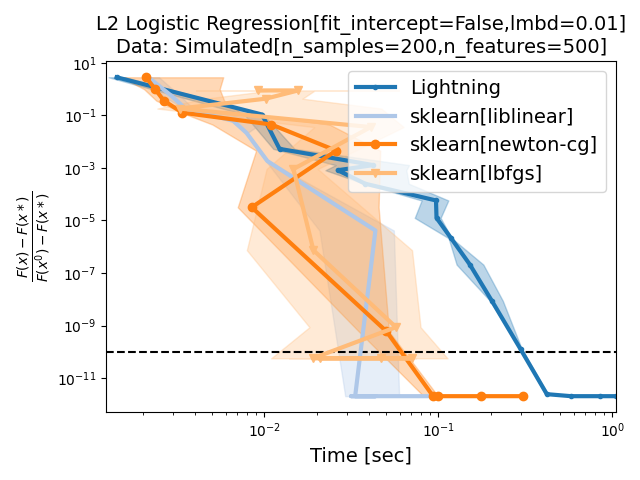 L2 Logistic Regression[fit_intercept=False,lmbd=0.01]
Data: Simulated[n_samples=200,n_features=500]
10¹
10⁻¹
10⁻³
10⁻⁵
10⁻⁷
10⁻⁹
10⁻¹¹
F(x) − F(x*)
F(x⁰) − F(x*)
Lightning
sklearn[liblinear]
sklearn[newton-cg]
sklearn[lbfgs]
10⁻² 10⁻¹ 10⁰
Time [sec]